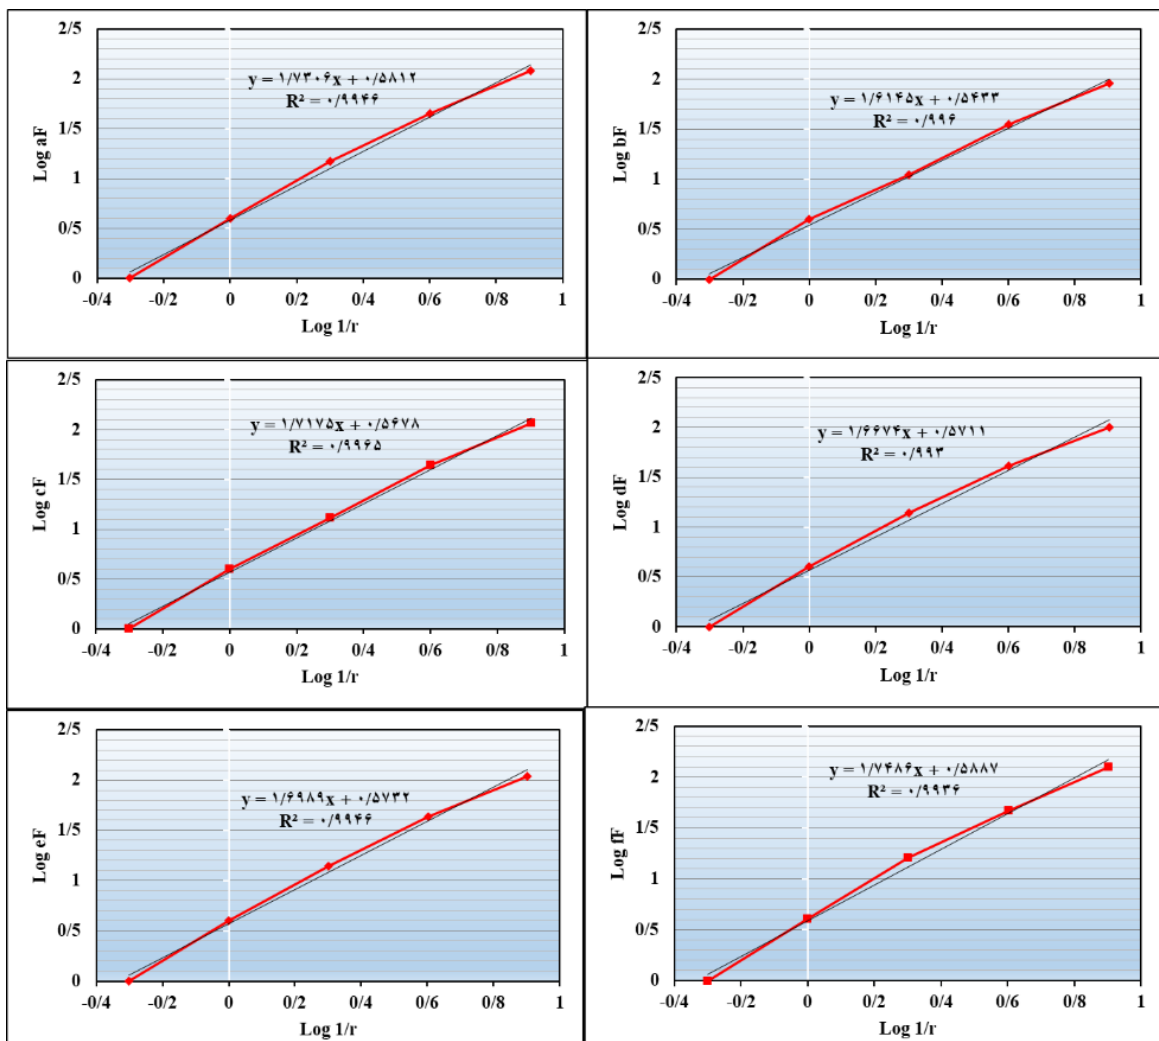 2/5
2
1/5
1
0/5
0
Log aF
y = ۱/۷۳۰۶x + ۰/۵۸۱۲
R² = ۰/۹۹۴۶
-0/4 -0/2 0 0/2 0/4 0/6 0/8 1
Log 1/r
2/5
2
1/5
1
0/5
0
Log bF
y = ۱/۶۱۴۵x + ۰/۵۴۳۳
R² = ۰/۹۹۶
-0/4 -0/2 0 0/2 0/4 0/6 0/8 1
Log 1/r
2/5
2
1/5
1
0/5
0
Log cF
y = ۱/۷۱۷۵x + ۰/۵۶۷۸
R² = ۰/۹۹۶۵
-0/4 -0/2 0 0/2 0/4 0/6 0/8 1
Log 1/r
2/5
2
1/5
1
0/5
0
Log dF
y = ۱/۶۶۷۴x + ۰/۵۷۱۱
R² = ۰/۹۹۳
-0/4 -0/2 0 0/2 0/4 0/6 0/8 1
Log 1/r
2/5
2
1/5
1
0/5
0
Log eF
y = ۱/۶۹۸۹x + ۰/۵۷۳۲
R² = ۰/۹۹۴۶
-0/4 -0/2 0 0/2 0/4 0/6 0/8 1
Log 1/r
2/5
2
1/5
1
0/5
0
Log fF
y = ۱/۷۴۸۶x + ۰/۵۸۸۷
R² = ۰/۹۹۳۶
-0/4 -0/2 0 0/2 0/4 0/6 0/8 1
Log 1/r